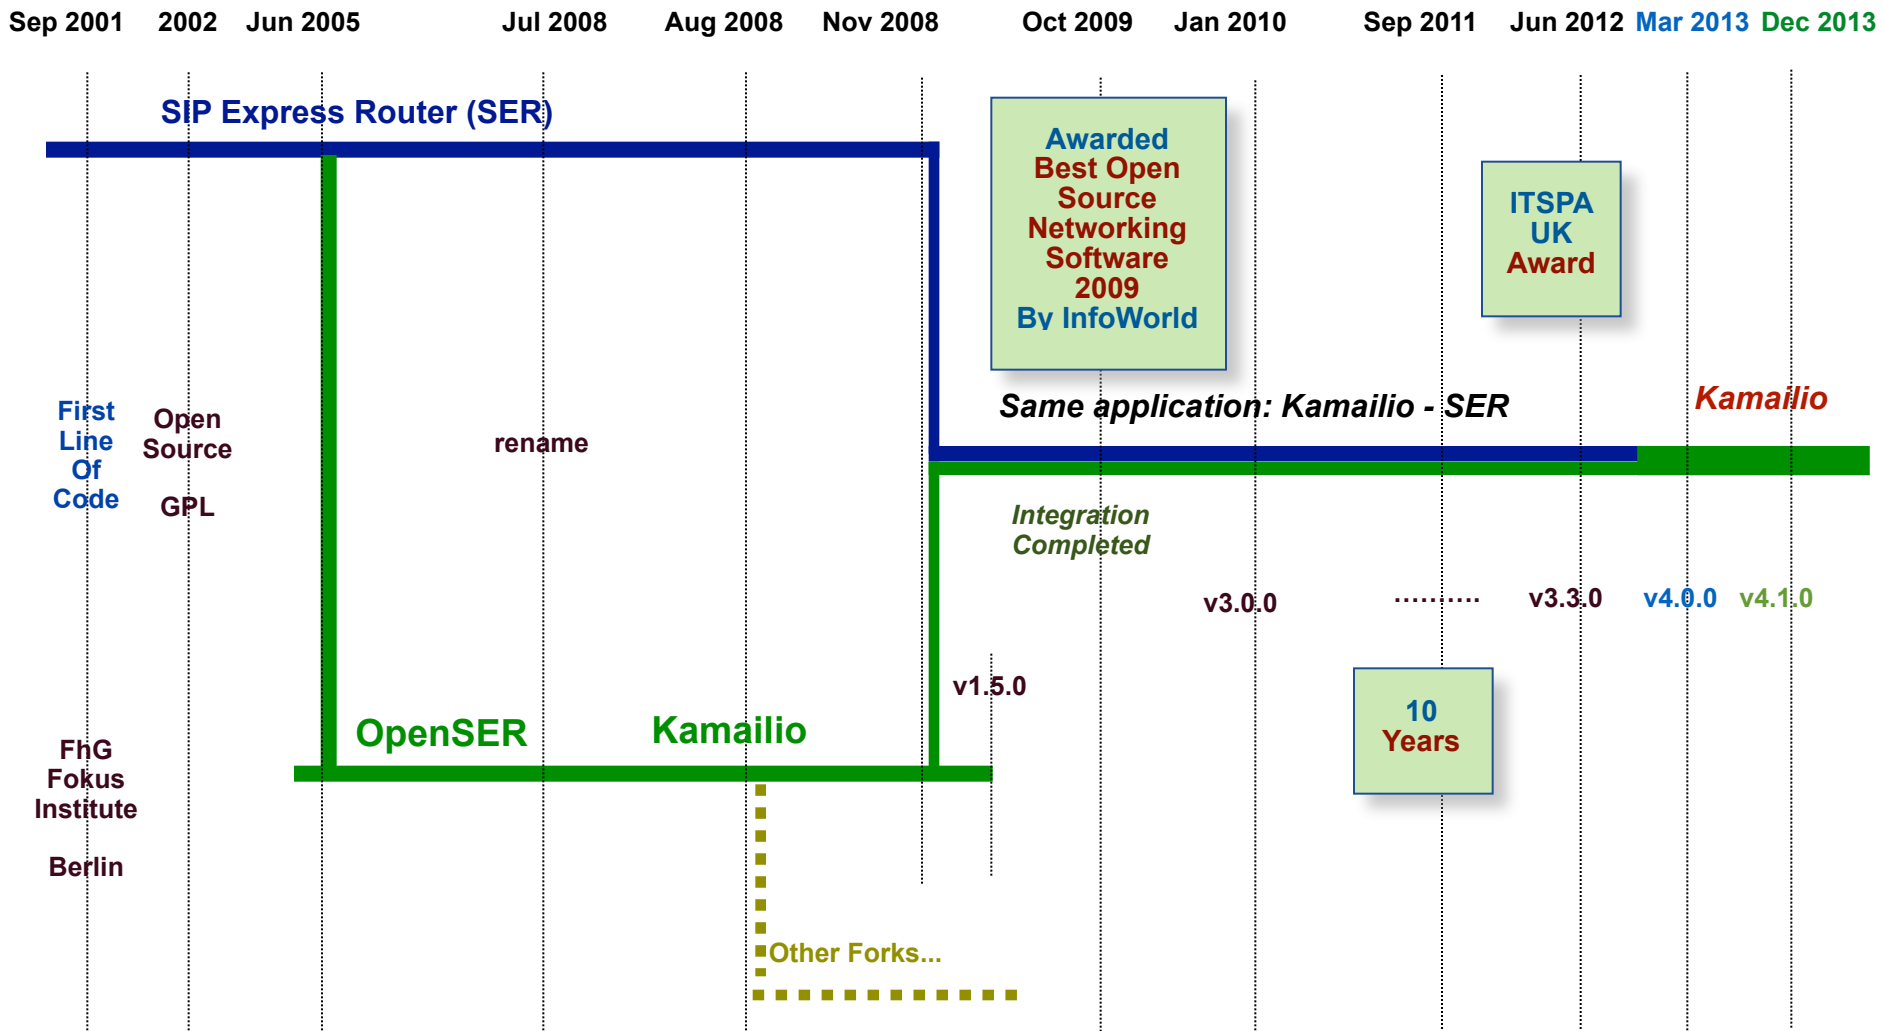 Sep 2001 2002 Jun 2005 Jul 2008 Aug 2008 Nov 2008 Oct 2009 Jan 2010 Sep 2011 Jun 2012 Mar 2013 Dec 2013
SIP Express Router (SER)
Awarded
Best Open
Source
Networking
Software
2009
By InfoWorld
ITSPA
UK
Award
Same application: Kamailio - SER
Kamailio
First
Line
Of
Code
Open
Source
GPL
rename
Integration
Completed
v3.0.0
..........
v3.3.0
v4.0.0
v4.1.0
v1.5.0
10
Years
OpenSER
Kamailio
FhG
Fokus
Institute
Berlin
Other Forks...